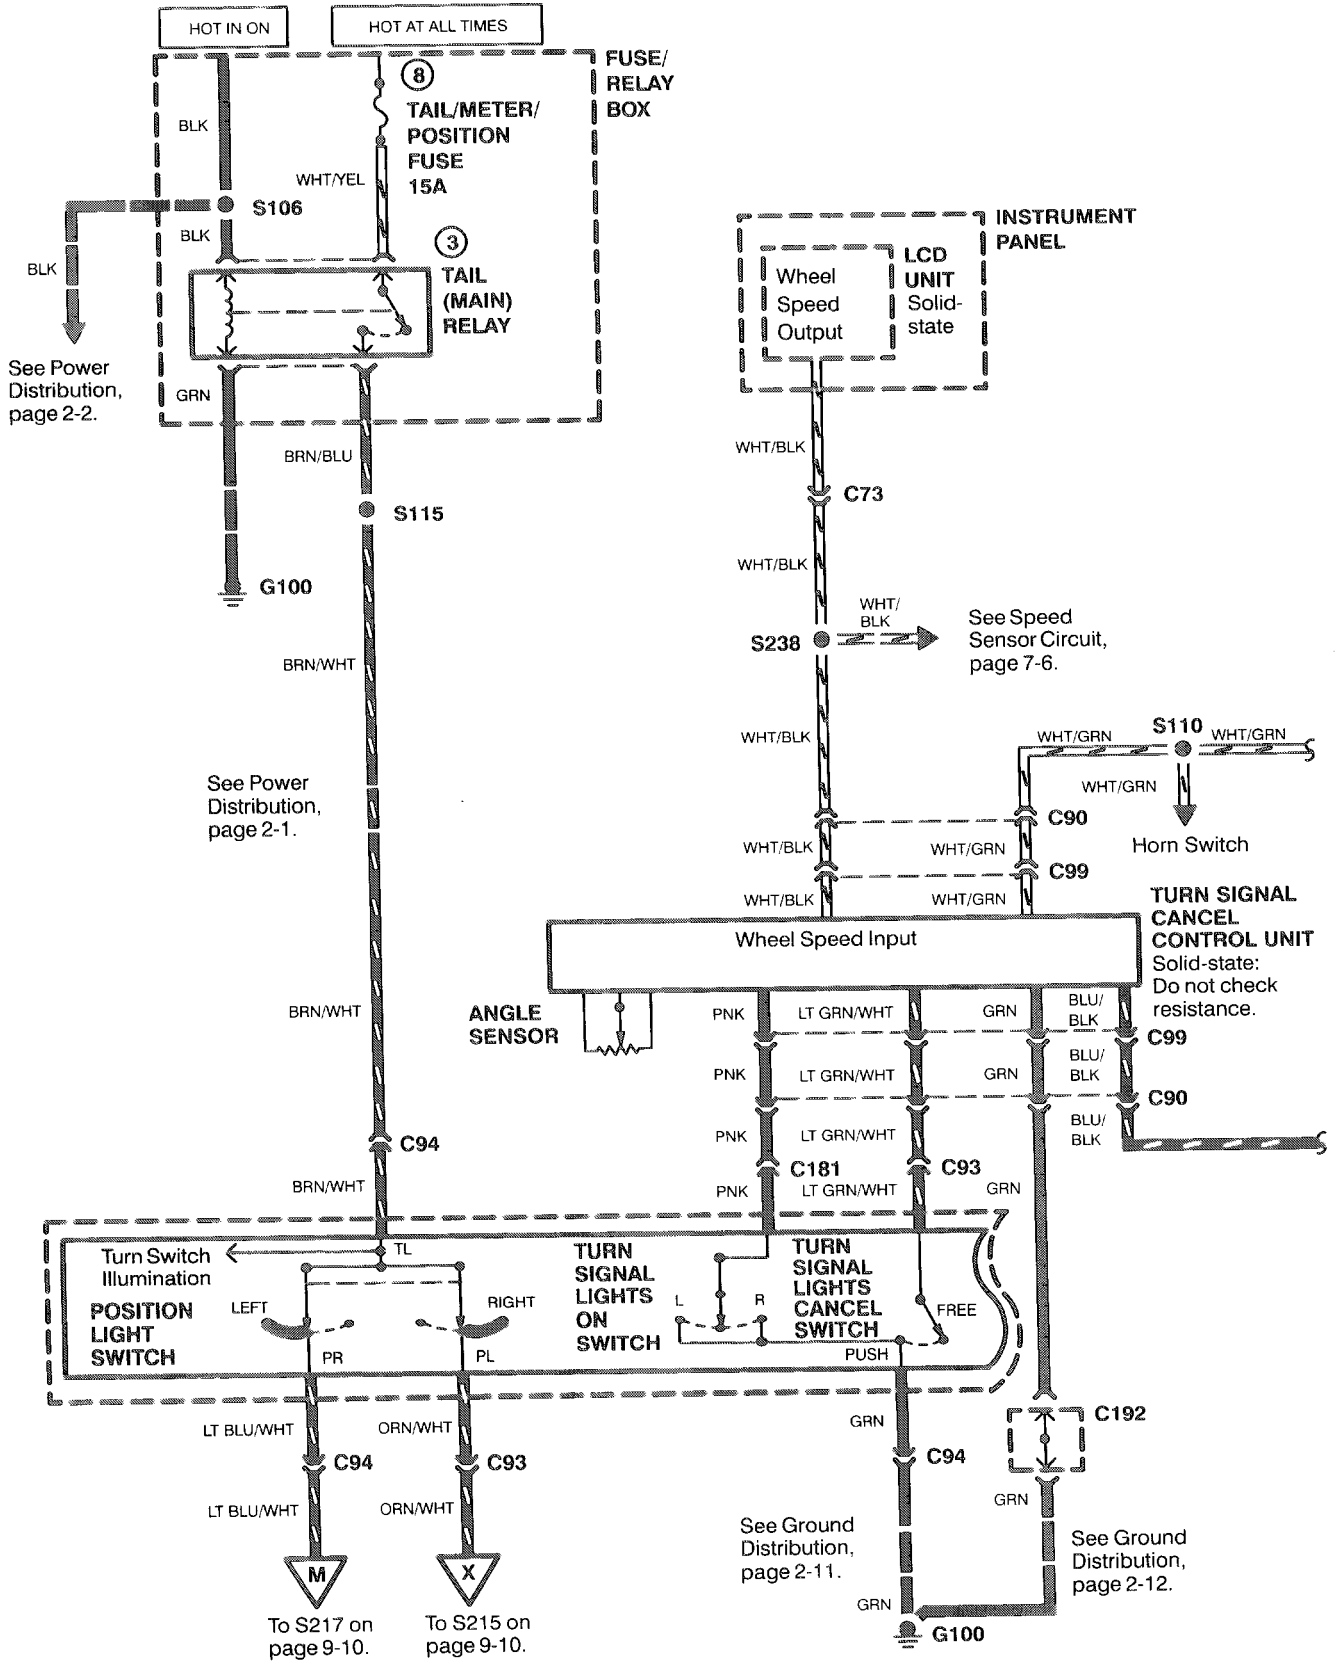 HOT IN ON
HOT AT ALL TIMES
FUSE/
RELAY
BOX
8
TAIL/METER/
POSITION
FUSE
15A
BLK
WHT/YEL
S106
BLK
BLK
3
TAIL
(MAIN)
RELAY
See Power
Distribution,
page 2-2.
GRN
BRN/BLU
S115
G100
BRN/WHT
See Power
Distribution,
page 2-1.
BRN/WHT
C94
BRN/WHT
INSTRUMENT
PANEL
LCD
UNIT
Solid-
state
Wheel
Speed
Output
WHT/BLK
C73
WHT/BLK
WHT/
BLK
S238
See Speed
Sensor Circuit,
page 7-6.
WHT/BLK
S110
WHT/GRN
WHT/GRN
WHT/GRN
C90
Horn Switch
WHT/BLK
WHT/GRN
C99
WHT/BLK
WHT/GRN
TURN SIGNAL
CANCEL
CONTROL UNIT
Solid-state:
Do not check
resistance.
Wheel Speed Input
ANGLE
SENSOR
PNK
LT GRN/WHT
GRN
BLU/
BLK
C99
PNK
LT GRN/WHT
GRN
BLU/
BLK
C90
PNK
LT GRN/WHT
BLU/
BLK
C181
C93
PNK
LT GRN/WHT
GRN
Turn Switch
Illumination
TL
POSITION
LIGHT
SWITCH
LEFT
RIGHT
PR
PL
TURN
SIGNAL
LIGHTS
ON
SWITCH
L
R
TURN
SIGNAL
LIGHTS
CANCEL
SWITCH
FREE
PUSH
LT BLU/WHT
ORN/WHT
C94
C93
LT BLU/WHT
ORN/WHT
M
X
To S217 on
page 9-10.
To S215 on
page 9-10.
GRN
C94
C192
GRN
See Ground
Distribution,
page 2-11.
See Ground
Distribution,
page 2-12.
GRN
G100